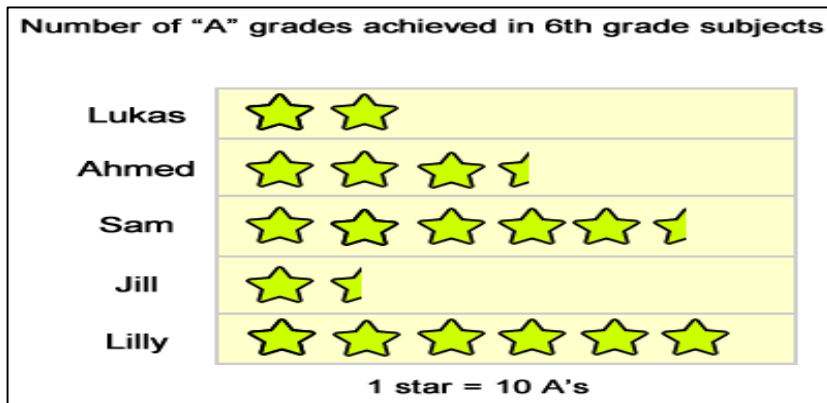 Number of “A” grades achieved in 6th grade subjects
Lukas
Ahmed
Sam
Jill
Lilly
1 star = 10 A's